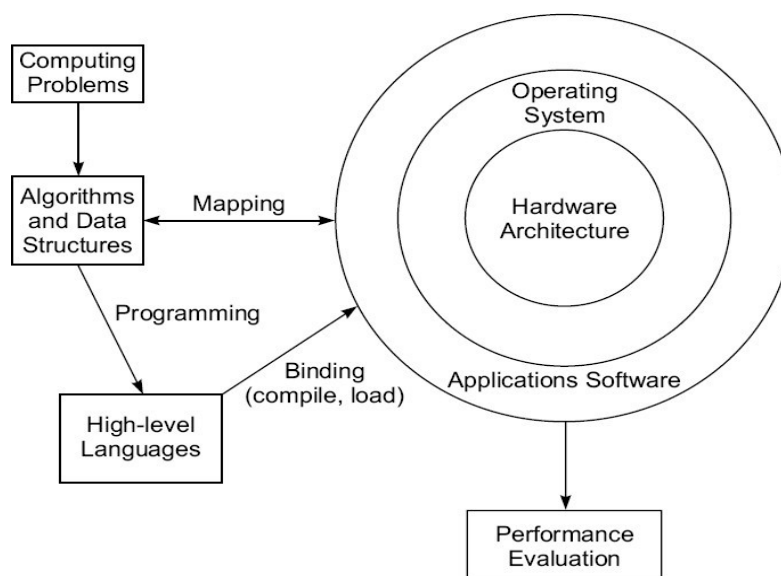 Computing
Problems
Operating
System
Algorithms
and Data
Structures
Mapping
Hardware
Architecture
Programming
Binding
(compile, load)
Applications Software
High-level
Languages
Performance
Evaluation